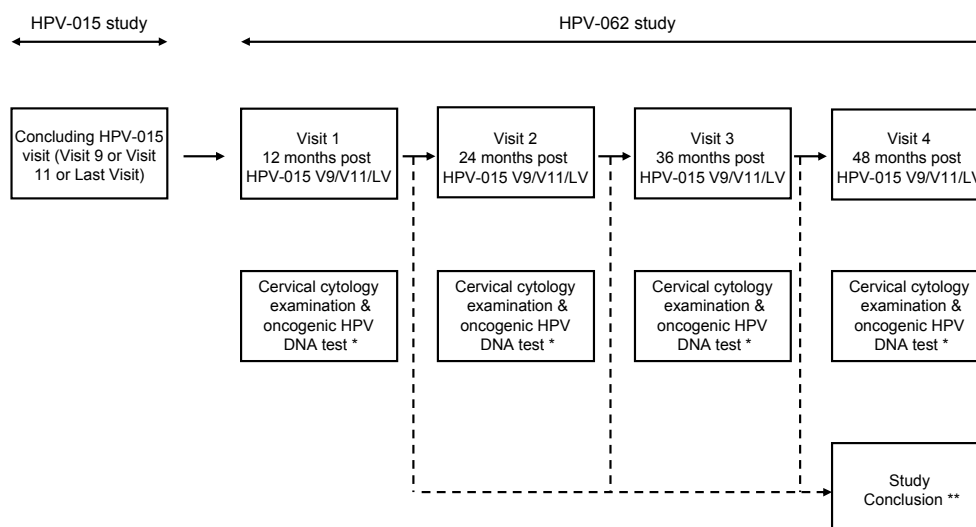 HPV-015 study
HPV-062 study
Concluding HPV-015
visit (Visit 9 or Visit
11 or Last Visit)
Visit 1
12 months post
HPV-015 V9/V11/LV
Visit 2
24 months post
HPV-015 V9/V11/LV
Visit 3
36 months post
HPV-015 V9/V11/LV
Visit 4
48 months post
HPV-015 V9/V11/LV
Cervical cytology
examination &
oncogenic HPV
DNA test *
Cervical cytology
examination &
oncogenic HPV
DNA test *
Cervical cytology
examination &
oncogenic HPV
DNA test *
Cervical cytology
examination &
oncogenic HPV
DNA test *
Study
Conclusion **